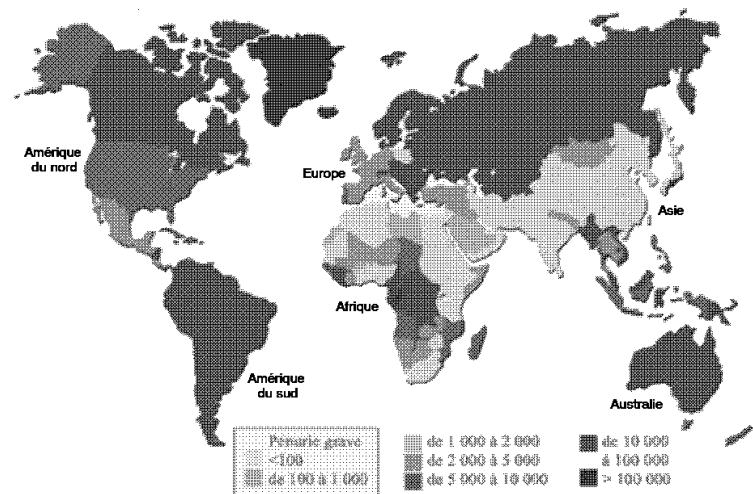 Amérique
du nord
Europe
Asie
Afrique
Amérique
du sud
Australie
Pénurie grave
<100
de 100 à 1 000
de 1 000 à 2 000
de 2 000 à 5 000
de 5 000 à 10 000
de 10 000
à 100 000
> 100 000